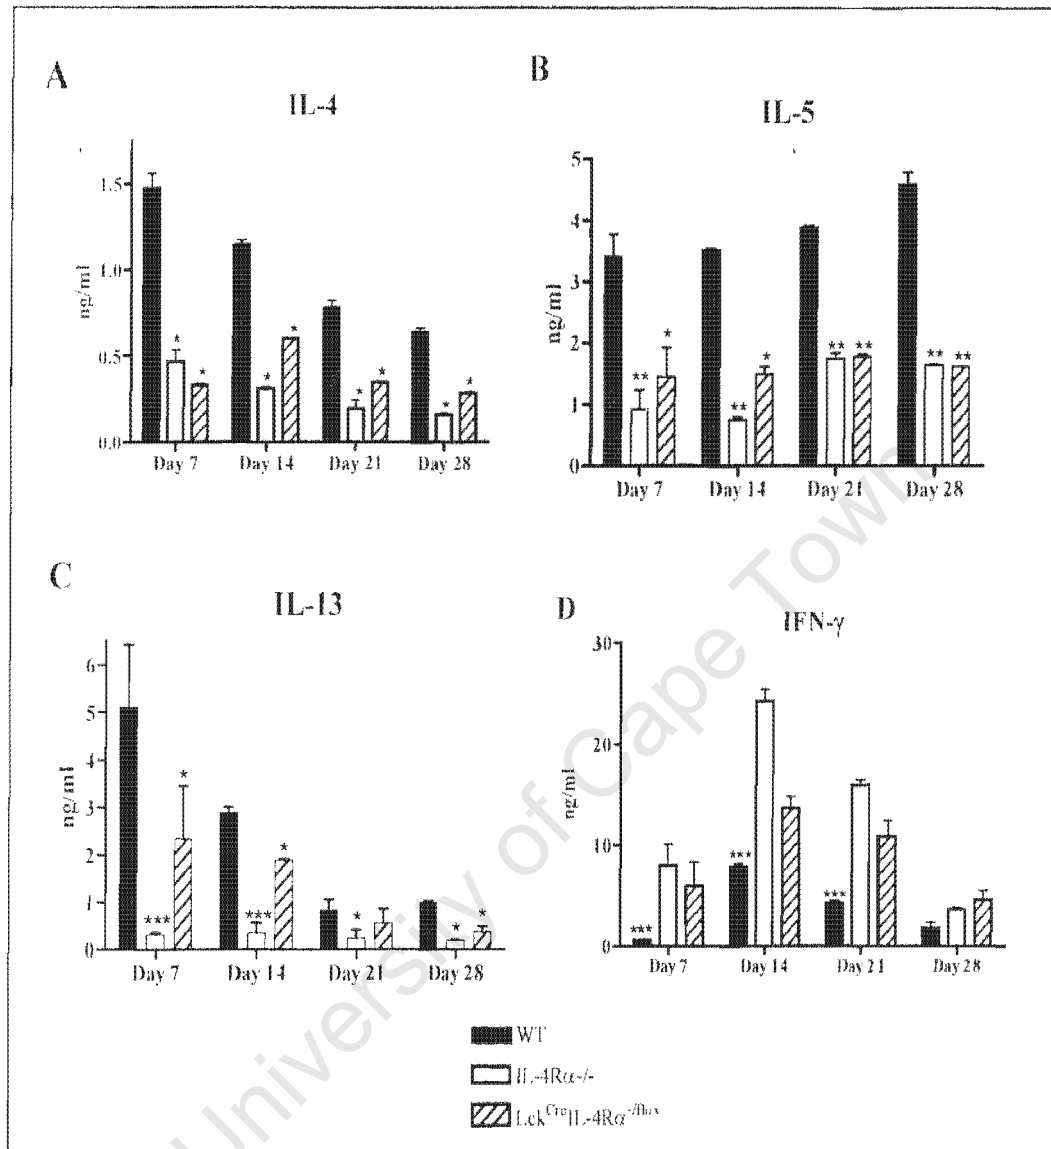 A
IL-4
ng/ml
1.5
1.0
0.5
0.0
* * * * * * * *
Day 7 Day 14 Day 21 Day 28
B
IL-5
ng/ml
5
4
3
2
1
0
** * ** * ** ** ** **
Day 7 Day 14 Day 21 Day 28
C
IL-13
ng/ml
6
5
4
3
2
1
0
*** * *** * * * *
Day 7 Day 14 Day 21 Day 28
D
IFN-γ
ng/ml
30
20
10
0
*** *** ***
Day 7 Day 14 Day 21 Day 28
WT
IL-4Rα-/-
Lck^Cre IL-4Rα^-/flox
University of Cape Town